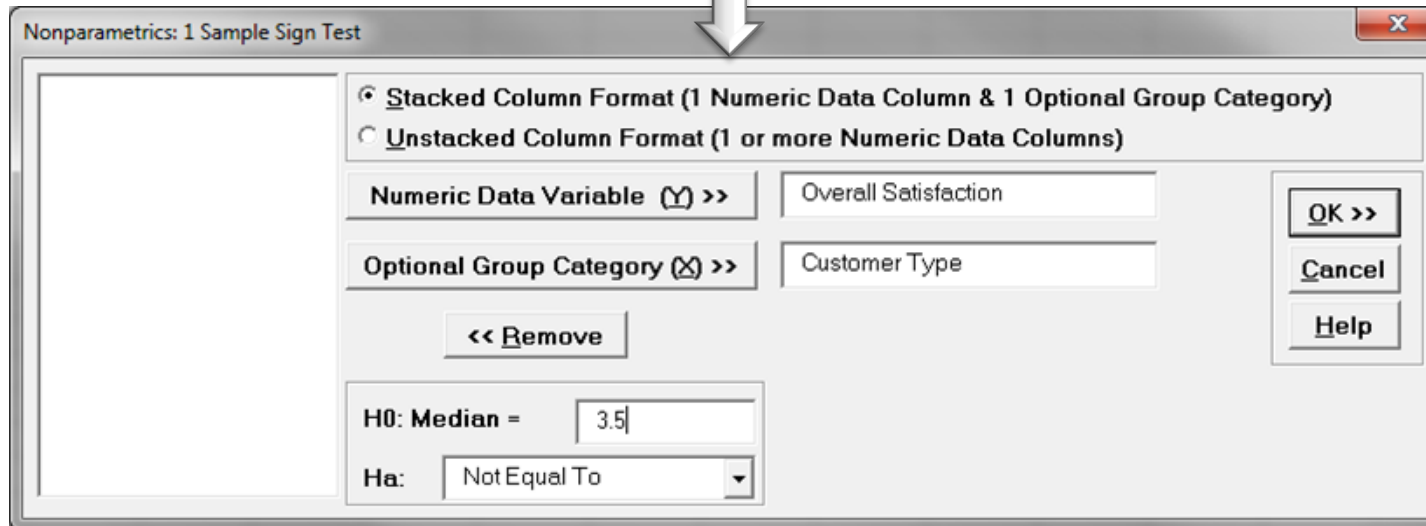 Nonparametrics: 1 Sample Sign Test
Stacked Column Format (1 Numeric Data Column & 1 Optional Group Category)
Unstacked Column Format (1 or more Numeric Data Columns)
Numeric Data Variable (Y) >>
Overall Satisfaction
Optional Group Category (X) >>
Customer Type
<< Remove
OK >>
Cancel
Help
H0: Median = 3.5
Ha: Not Equal To